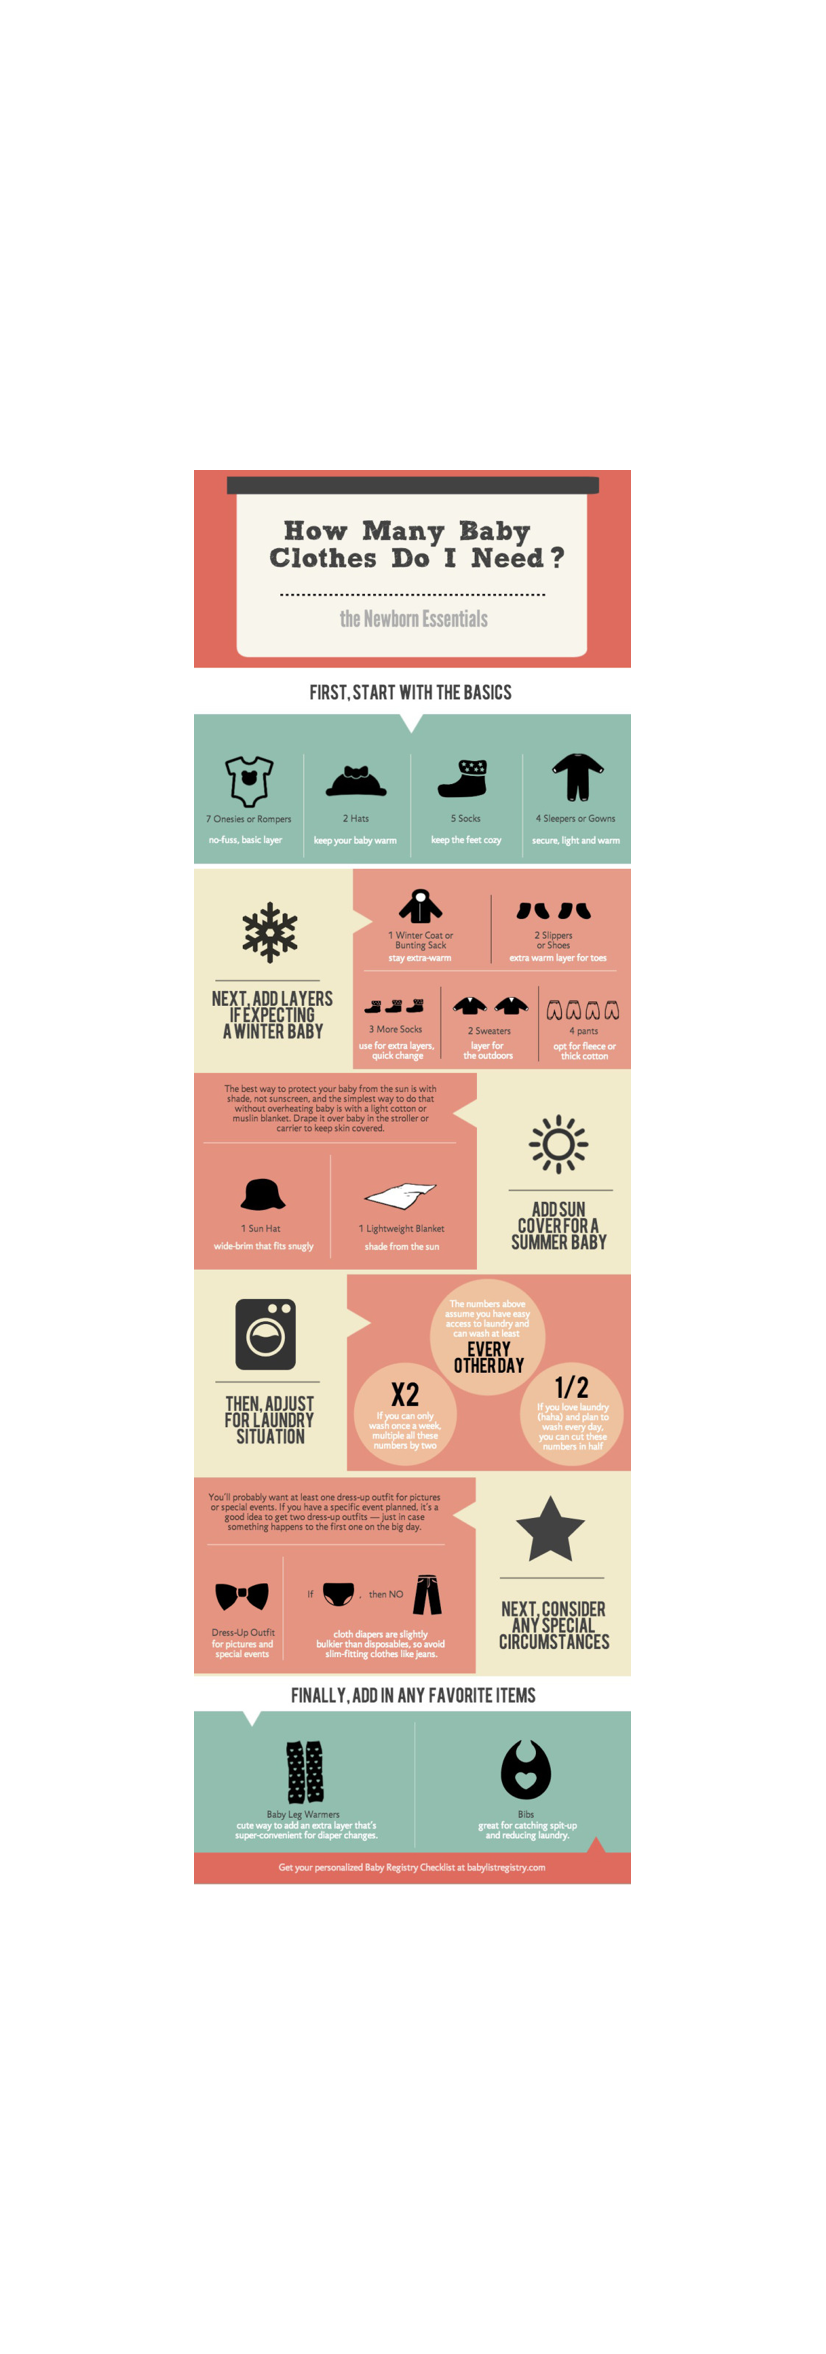 How Many Baby
Clothes Do I Need?
the Newborn Essentials
FIRST, START WITH THE BASICS
7 Onesies or Rompers
no-fuss, basic layer
2 Hats
keep your baby warm
5 Socks
keep the feet cozy
4 Sleepers or Gowns
secure, light and warm
NEXT, ADD LAYERS
IF EXPECTING
A WINTER BABY
1 Winter Coat or
Bunting Sack
stay extra-warm
2 Slippers
or Shoes
extra warm layer for toes
3 More Socks
use for extra layers,
quick change
2 Sweaters
layer for
the outdoors
4 pants
opt for fleece or
thick cotton
The best way to protect your baby from the sun is with
shade, not sunscreen, and the simplest way to do that
without overheating baby is with a light cotton or
muslin blanket. Drape it over baby in the stroller or
carrier to keep skin covered.
1 Sun Hat
wide-brim that fits snugly
1 Lightweight Blanket
shade from the sun
ADD SUN
COVER FOR A
SUMMER BABY
THEN, ADJUST
FOR LAUNDRY
SITUATION
The numbers above
assume you have easy
access to laundry and
can wash at least
EVERY
OTHER DAY
X2
If you can only
wash once a week,
multiple all these
numbers by two
1/2
If you love laundry
(haha) and plan to
wash every day,
you can cut these
numbers in half
You'll probably want at least one dress-up outfit for pictures
or special events. If you have a specific event planned, it's a
good idea to get two dress-up outfits — just in case
something happens to the first one on the big day.
Dress-Up Outfit
for pictures and
special events
If , then NO
cloth diapers are slightly
bulkier than disposables, so avoid
slim-fitting clothes like jeans.
NEXT, CONSIDER
ANY SPECIAL
CIRCUMSTANCES
FINALLY, ADD IN ANY FAVORITE ITEMS
Baby Leg Warmers
cute way to add an extra layer that's
super-convenient for diaper changes.
Bibs
great for catching spit-up
and reducing laundry.
Get your personalized Baby Registry Checklist at babylistregistry.com